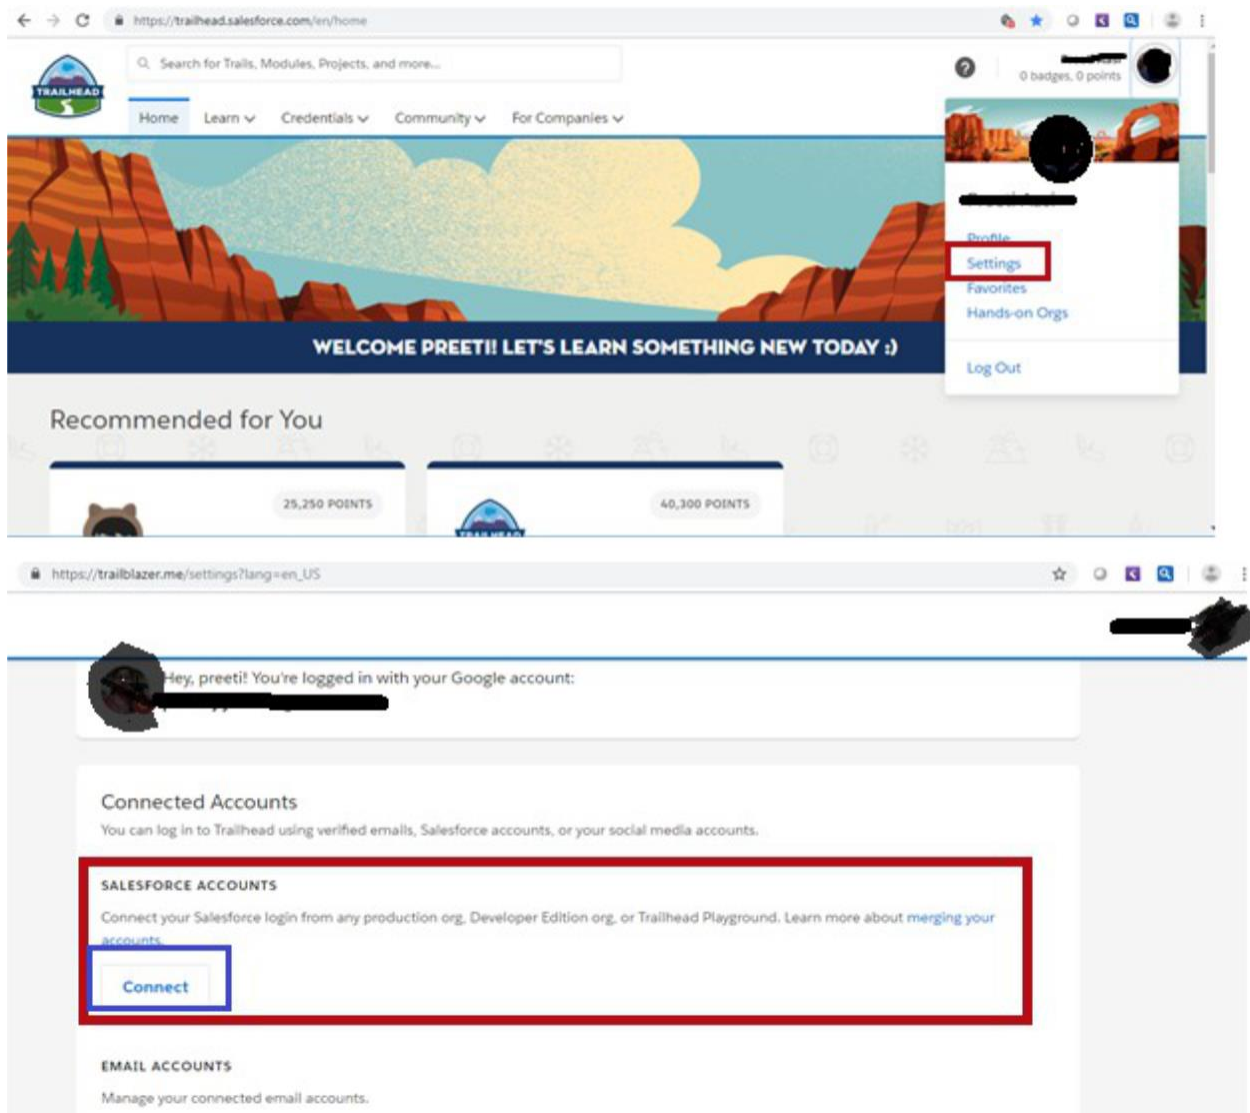 https://trailhead.salesforce.com/en/home
TRAILHEAD
Search for Trails, Modules, Projects, and more...
0 badges, 0 points
Home Learn Credentials Community For Companies
Profile
Settings
Favorites
Hands-on Orgs
Log Out
WELCOME PREETI! LET'S LEARN SOMETHING NEW TODAY :)
Recommended for You
25,250 POINTS
40,300 POINTS
TRAILHEAD
https://trailblazer.me/settings?lang=en_US
Hey, preeti! You're logged in with your Google account:
Connected Accounts
You can log in to Trailhead using verified emails, Salesforce accounts, or your social media accounts.
SALESFORCE ACCOUNTS
Connect your Salesforce login from any production org, Developer Edition org, or Trailhead Playground. Learn more about merging your
accounts.
Connect
EMAIL ACCOUNTS
Manage your connected email accounts.